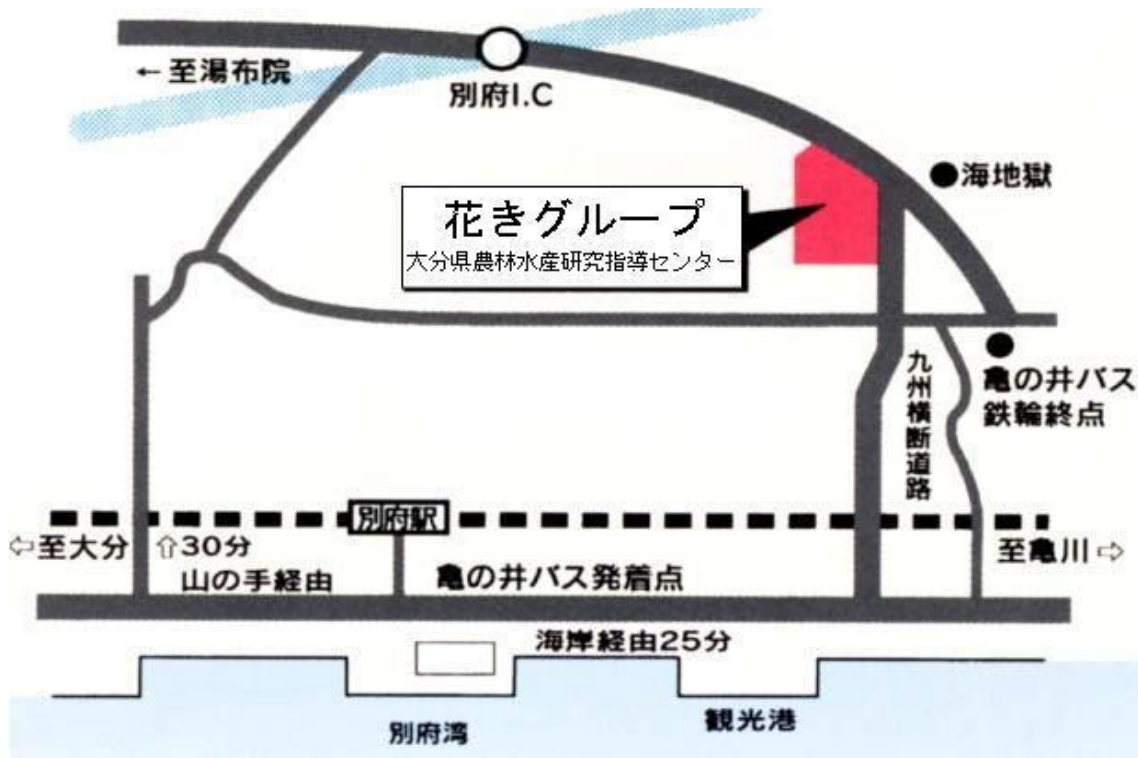 ←至湯布院
別府I.C
海地獄
花きグループ
大分県農林水産研究指導センター
九州横断道路
亀の井バス
鉄輪終点
別府駅
⇦至大分
⇧30分
山の手経由
亀の井バス発着点
至亀川⇨
海岸経由25分
別府湾
観光港